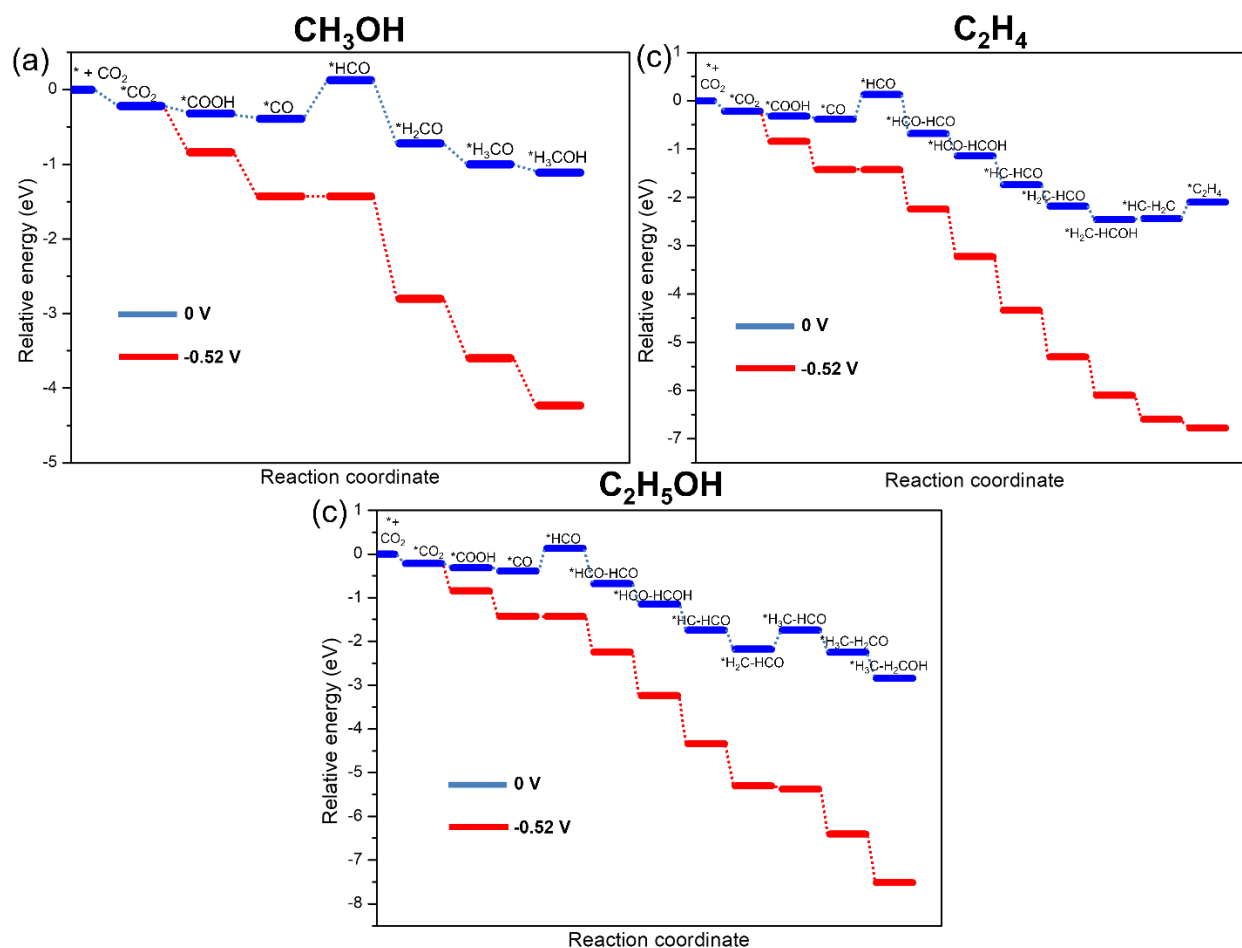 CH₃OH
(a)
* + CO₂
*CO₂
*COOH
*CO
*HCO
*H₂CO
*H₃CO
*H₃COH
0
-1
-2
-3
-4
-5
Relative energy (eV)
0 V
-0.52 V
Reaction coordinate
C₂H₄
(c)
*+
CO₂
*CO₂
*COOH
*CO
*HCO
*HCO-HCO
*HCO-HCOH
*HC-HCO
*H₂C-HCO
*H₂C-HCOH
*HC-H₂C
*C₂H₄
1
0
-1
-2
-3
-4
-5
-6
-7
Relative energy (eV)
0 V
-0.52 V
Reaction coordinate
C₂H₅OH
(c)
*+
CO₂
*CO₂
*COOH
*CO
*HCO
*HCO-HCO
*HCO-HCOH
*HC-HCO
*H₂C-HCO
*H₃C-HCO
*H₃C-H₂CO
*H₃C-H₂COH
1
0
-1
-2
-3
-4
-5
-6
-7
-8
Relative energy (eV)
0 V
-0.52 V
Reaction coordinate